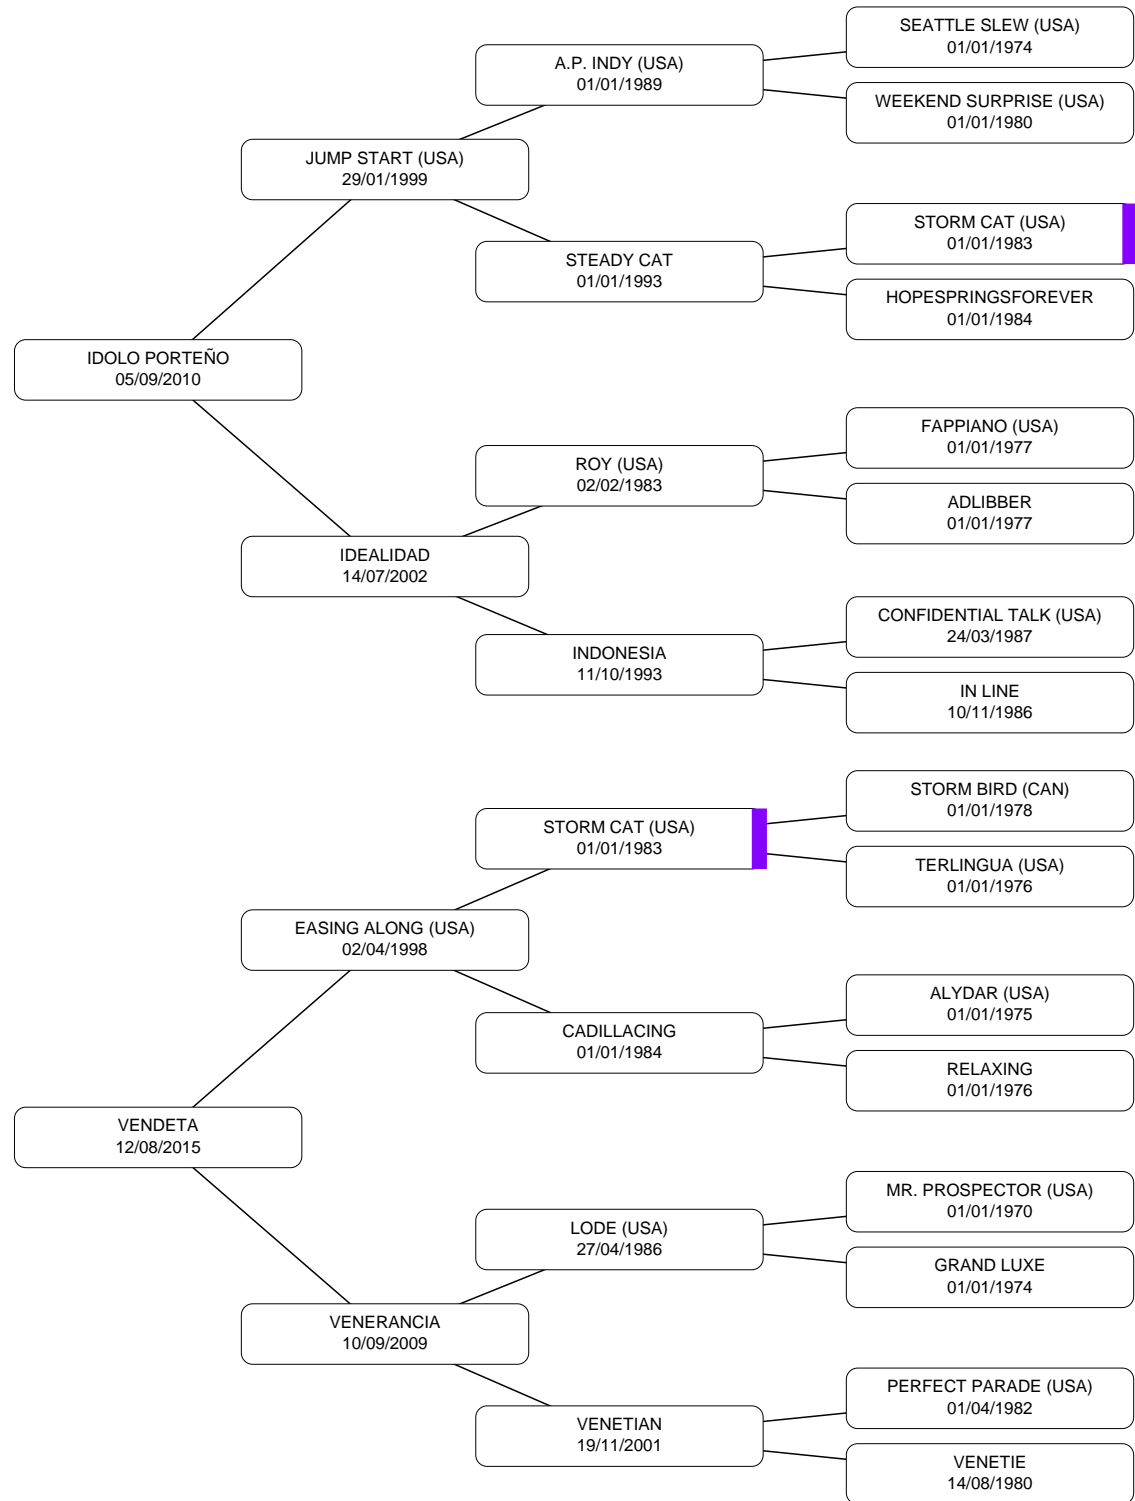 SEATTLE SLEW (USA)
01/01/1974
A.P. INDY (USA)
01/01/1989
WEEKEND SURPRISE (USA)
01/01/1980
JUMP START (USA)
29/01/1999
STORM CAT (USA)
01/01/1983
STEADY CAT
01/01/1993
HOPESPRINGSFOREVER
01/01/1984
IDOLO PORTEÑO
05/09/2010
FAPPIANO (USA)
01/01/1977
ROY (USA)
02/02/1983
ADLIBBER
01/01/1977
IDEALIDAD
14/07/2002
CONFIDENTIAL TALK (USA)
24/03/1987
INDONESIA
11/10/1993
IN LINE
10/11/1986
STORM BIRD (CAN)
01/01/1978
STORM CAT (USA)
01/01/1983
TERLINGUA (USA)
01/01/1976
EASING ALONG (USA)
02/04/1998
ALYDAR (USA)
01/01/1975
CADILLACING
01/01/1984
RELAXING
01/01/1976
VENDETA
12/08/2015
MR. PROSPECTOR (USA)
01/01/1970
LODE (USA)
27/04/1986
GRAND LUXE
01/01/1974
VENERANCIA
10/09/2009
PERFECT PARADE (USA)
01/04/1982
VENETIAN
19/11/2001
VENETIE
14/08/1980